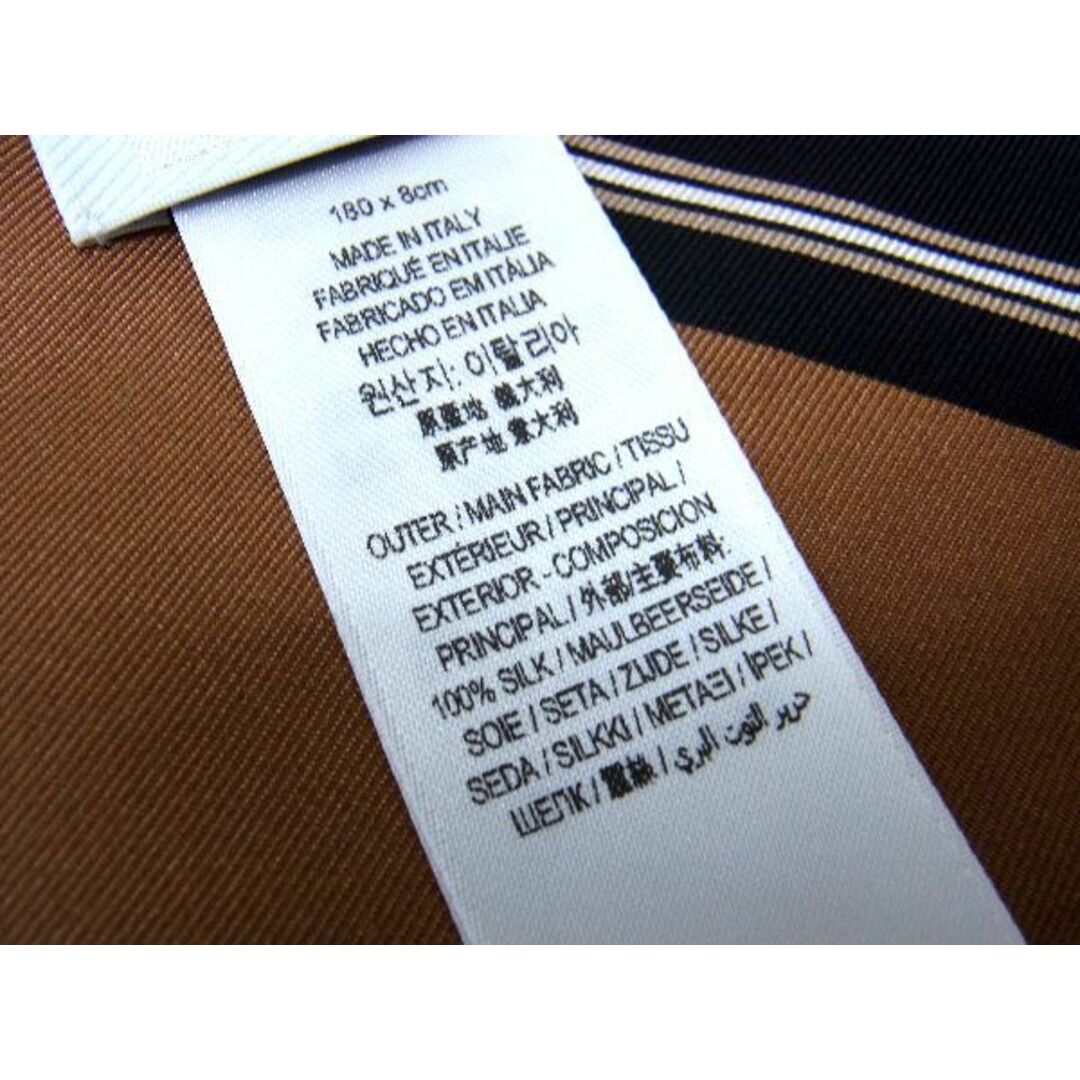 180 x 8cm
MADE IN ITALY
FABRIQUÉ EN ITALIE
FABRICADO EM ITÁLIA
HECHO EN ITALIA
원산지: 이탈리아
原產地 義大利
原产地 意大利
OUTER / MAIN FABRIC / TISSU
EXTÉRIEUR / PRINCIPAL /
EXTERIOR - COMPOSICION
PRINCIPAL / 外部/主要布料:
100% SILK / MAULBEERSEIDE /
SOIE / SETA / ZIJDE / SILKE /
SEDA / SILKKI / ΜΕΤΑΞΙ / İPEK /
ШЕЛК / 蠶絲 / حرير التوت البري